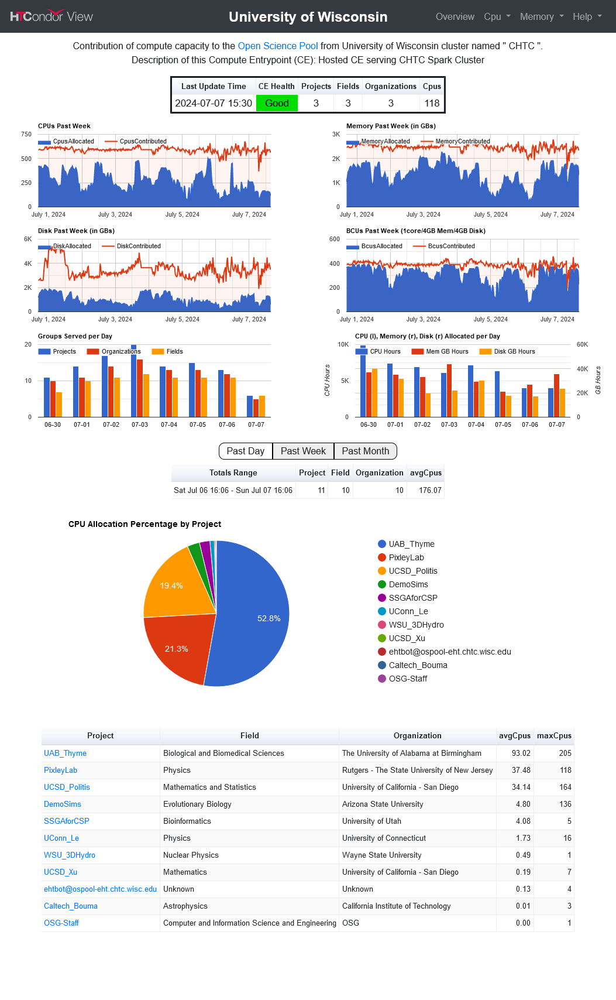 HTCondor View
University of Wisconsin
Overview Cpu Memory Help
Contribution of compute capacity to the Open Science Pool from University of Wisconsin cluster named " CHTC ".
Description of this Compute Entrypoint (CE): Hosted CE serving CHTC Spark Cluster
Last Update Time CE Health Projects Fields Organizations Cpus
2024-07-07 15:30 Good 3 3 3 118
CPUs Past Week
CpusAllocated CpusContributed
750
500
250
0
July 1, 2024 July 3, 2024 July 5, 2024 July 7, 2024
Memory Past Week (in GBs)
MemoryAllocated MemoryContributed
3K
2K
1K
0
July 1, 2024 July 3, 2024 July 5, 2024 July 7, 2024
Disk Past Week (in GBs)
DiskAllocated DiskContributed
6K
4K
2K
0
July 1, 2024 July 3, 2024 July 5, 2024 July 7, 2024
BCUs Past Week (1core/4GB Mem/4GB Disk)
BcusAllocated BcusContributed
600
400
200
0
July 1, 2024 July 3, 2024 July 5, 2024 July 7, 2024
Groups Served per Day
Projects Organizations Fields
20
10
0
06-30 07-01 07-02 07-03 07-04 07-05 07-06 07-07
CPU (l), Memory (r), Disk (r) Allocated per Day
CPU Hours Mem GB Hours Disk GB Hours
10K
5K
0
CPU Hours
60K
40K
20K
0
GB Hours
06-30 07-01 07-02 07-03 07-04 07-05 07-06 07-07
Past Day Past Week Past Month
Totals Range Project Field Organization avgCpus
Sat Jul 06 16:06 - Sun Jul 07 16:06 11 10 10 176.07
CPU Allocation Percentage by Project
52.8%
21.3%
19.4%
UAB_Thyme
PixleyLab
UCSD_Politis
DemoSims
SSGAforCSP
UConn_Le
WSU_3DHydro
UCSD_Xu
ehtbot@ospool-eht.chtc.wisc.edu
Caltech_Bouma
OSG-Staff
Project Field Organization avgCpus maxCpus
UAB_Thyme Biological and Biomedical Sciences The University of Alabama at Birmingham 93.02 205
PixleyLab Physics Rutgers - The State University of New Jersey 37.48 118
UCSD_Politis Mathematics and Statistics University of California - San Diego 34.14 164
DemoSims Evolutionary Biology Arizona State University 4.80 136
SSGAforCSP Bioinformatics University of Utah 4.08 5
UConn_Le Physics University of Connecticut 1.73 16
WSU_3DHydro Nuclear Physics Wayne State University 0.49 1
UCSD_Xu Mathematics University of California - San Diego 0.19 7
ehtbot@ospool-eht.chtc.wisc.edu Unknown Unknown 0.13 4
Caltech_Bouma Astrophysics California Institute of Technology 0.01 3
OSG-Staff Computer and Information Science and Engineering OSG 0.00 1